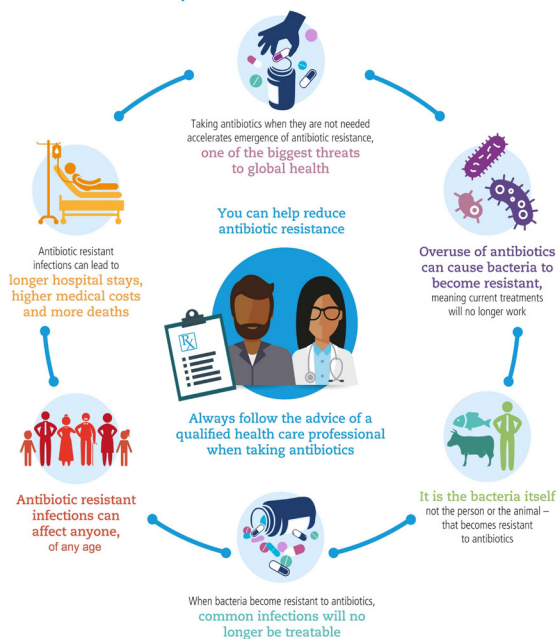 Taking antibiotics when they are not needed
accelerates emergence of antibiotic resistance,
one of the biggest threats
to global health
Overuse of antibiotics
can cause bacteria to
become resistant,
meaning current treatments
will no longer work
It is the bacteria itself
not the person or the animal –
that becomes resistant
to antibiotics
When bacteria become resistant to antibiotics,
common infections will no
longer be treatable
Antibiotic resistant
infections can
affect anyone,
of any age
Antibiotic resistant
infections can lead to
longer hospital stays,
higher medical costs
and more deaths
You can help reduce
antibiotic resistance
Rx
Always follow the advice of a
qualified health care professional
when taking antibiotics